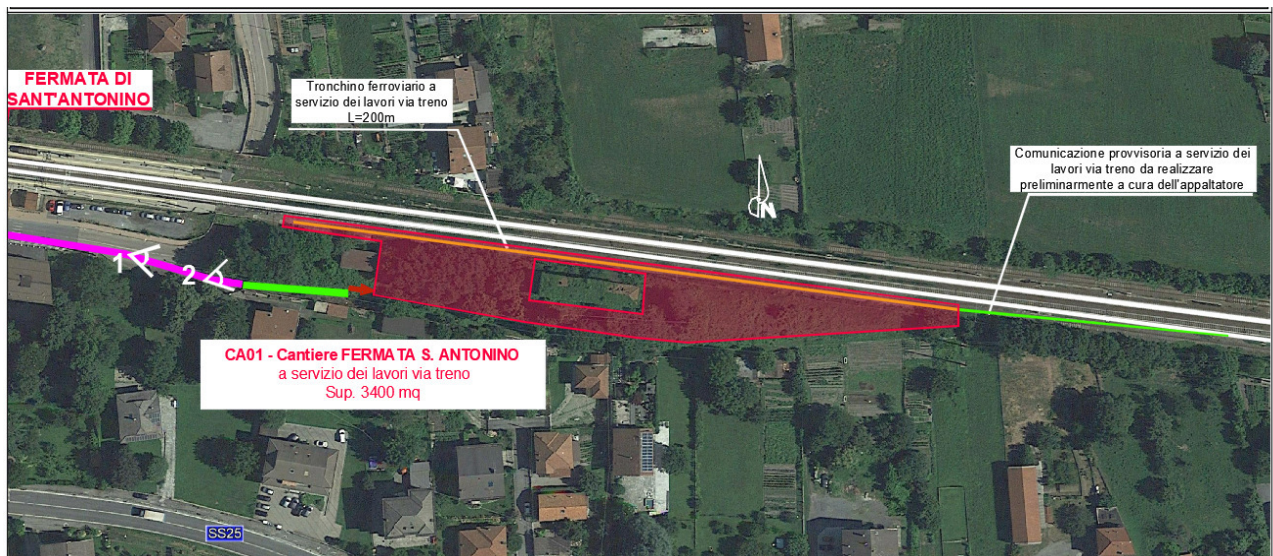 FERMATA DI
SANT'ANTONINO
Tronchino ferroviario a
servizio dei lavori via treno
L=200m
Comunicazione provvisoria a servizio dei
lavori via treno da realizzare
preliminarmente a cura dell'appaltatore
N
1
2
CA01 - Cantiere FERMATA S. ANTONINO
a servizio dei lavori via treno
Sup. 3400 mq
SS25